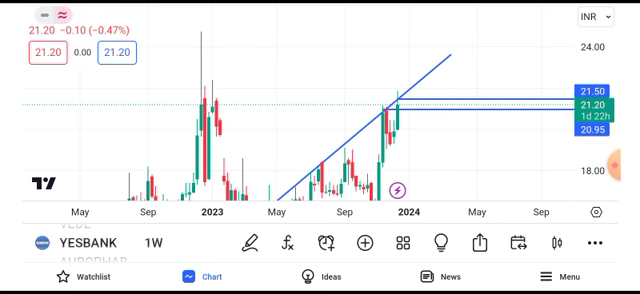 INR
21.20 −0.10 (−0.47%)
24.00
21.20 0.00 21.20
21.50
21.20
1d 22h
20.95
18.00
May Sep 2023 May Sep 2024 May Sep
YESBANK 1W
Watchlist Chart Ideas News Menu